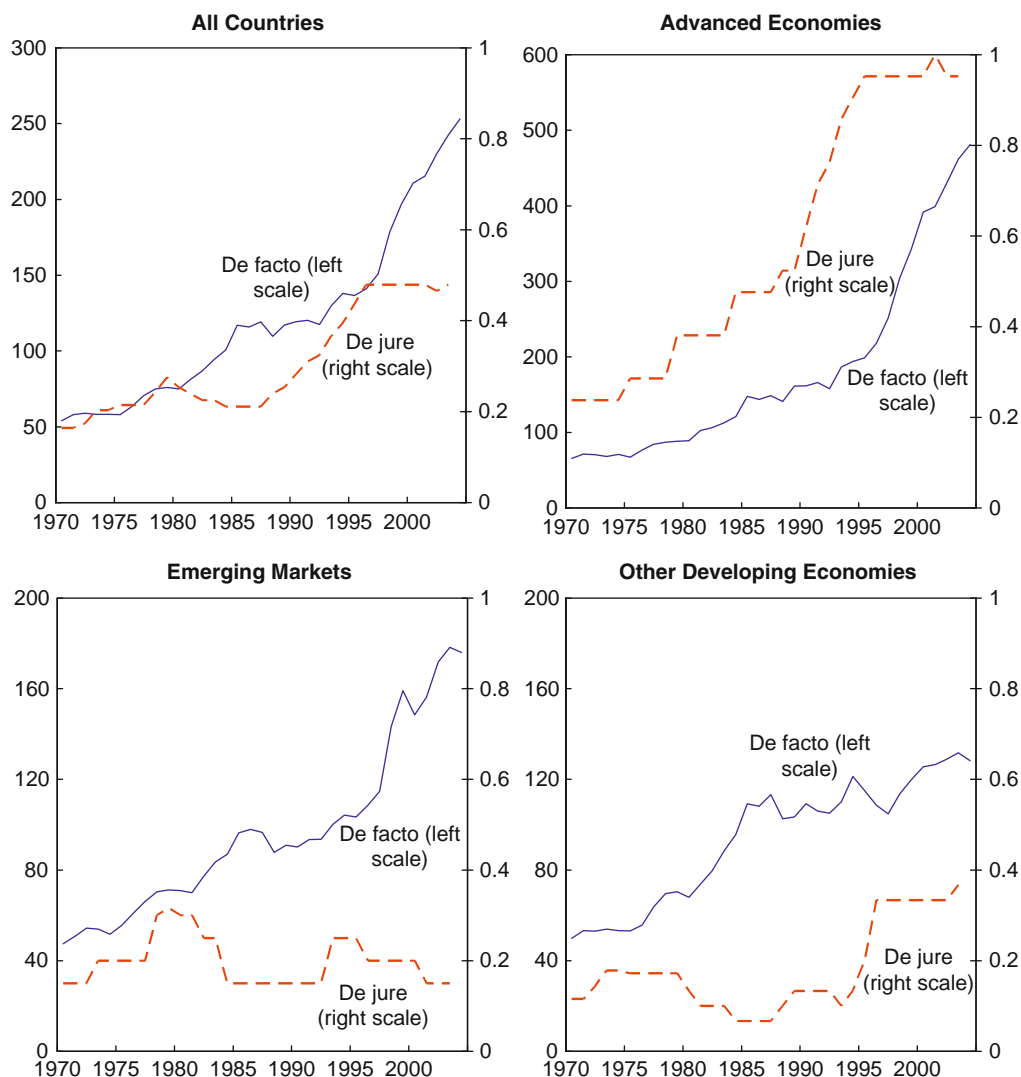 All Countries
300
250
200
150
100
50
0
1
0.8
0.6
0.4
0.2
0
De facto (left
scale)
De jure
(right scale)
1970 1975 1980 1985 1990 1995 2000
Advanced Economies
600
500
400
300
200
100
0
1
0.8
0.6
0.4
0.2
0
De jure
(right scale)
De facto (left
scale)
1970 1975 1980 1985 1990 1995 2000
Emerging Markets
200
160
120
80
40
0
1
0.8
0.6
0.4
0.2
0
De facto (left
scale)
De jure
(right scale)
1970 1975 1980 1985 1990 1995 2000
Other Developing Economies
200
160
120
80
40
0
1
0.8
0.6
0.4
0.2
0
De facto (left
scale)
De jure
(right scale)
1970 1975 1980 1985 1990 1995 2000